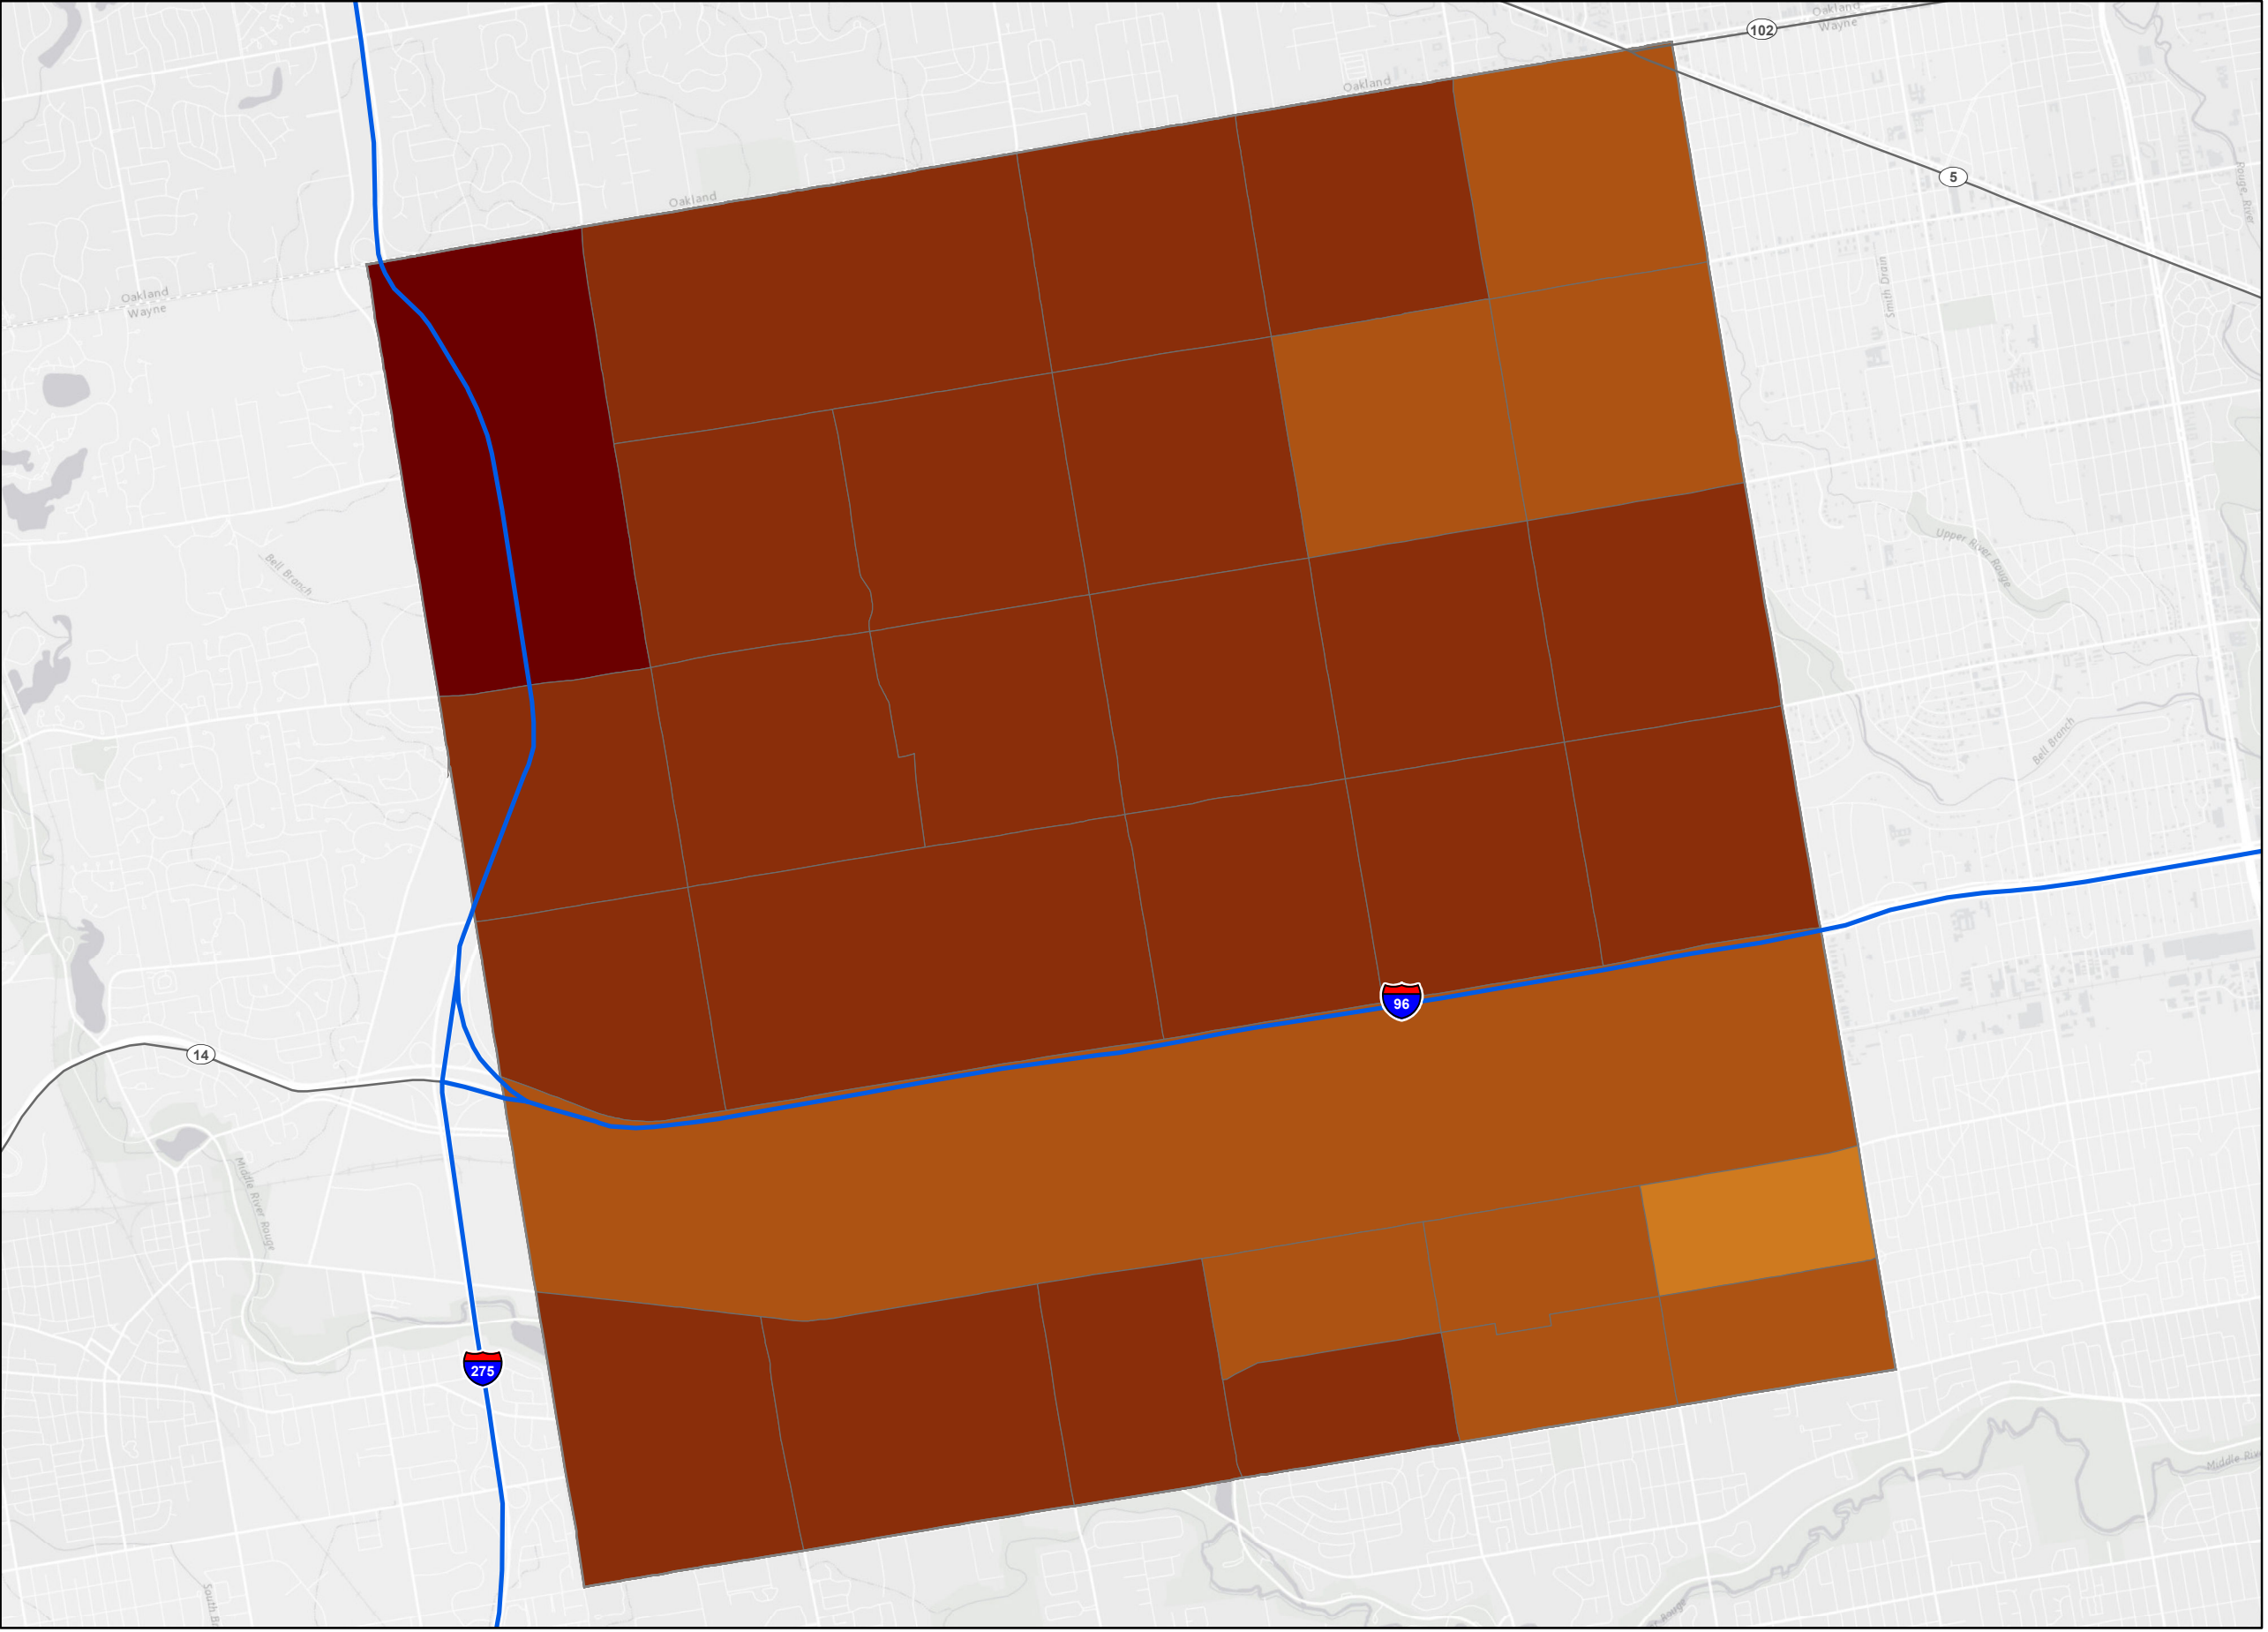 Oakland
Wayne
102
Oakland
5
Rouge, River
Oakland
Smith Drain
Oakland
Wayne
Upper River Rouge
Bell Branch
Bell Branch
96
14
Middle River Rouge
275
Middle
South
Rouge